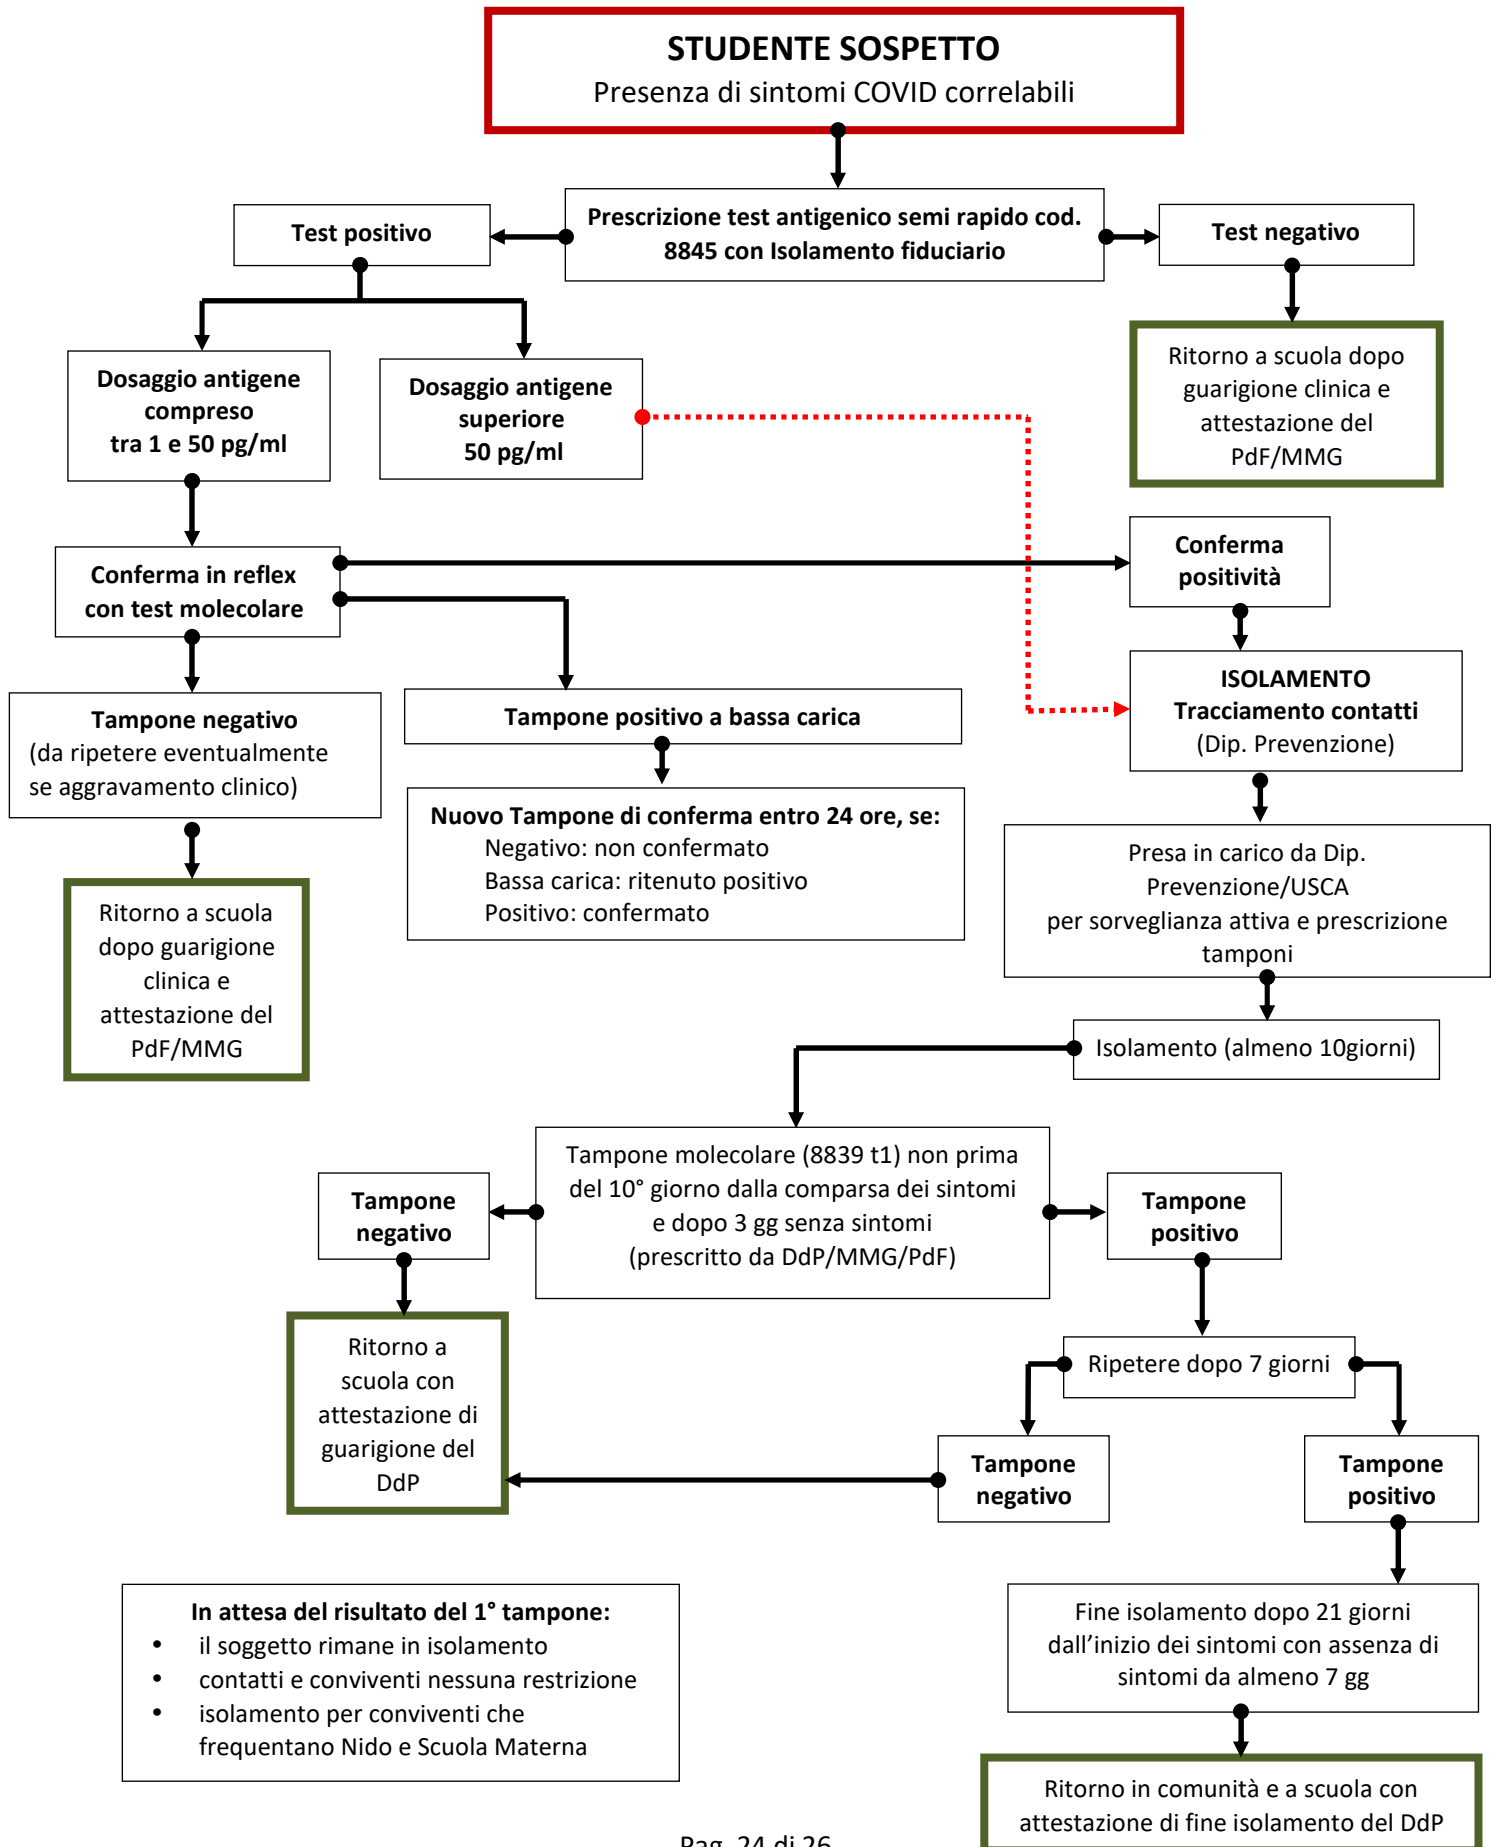 STUDENTE SOSPETTO
Presenza di sintomi COVID correlabili
Test positivo
Prescrizione test antigenico semi rapido cod.
8845 con Isolamento fiduciario
Test negativo
Dosaggio antigene
compreso
tra 1 e 50 pg/ml
Dosaggio antigene
superiore
50 pg/ml
Ritorno a scuola dopo
guarigione clinica e
attestazione del
PdF/MMG
Conferma in reflex
con test molecolare
Conferma
positività
Tampone negativo
(da ripetere eventualmente
se aggravamento clinico)
Tampone positivo a bassa carica
ISOLAMENTO
Tracciamento contatti
(Dip. Prevenzione)
Nuovo Tampone di conferma entro 24 ore, se:
Negativo: non confermato
Bassa carica: ritenuto positivo
Positivo: confermato
Presa in carico da Dip.
Prevenzione/USCA
per sorveglianza attiva e prescrizione
tamponi
Ritorno a scuola
dopo guarigione
clinica e
attestazione del
PdF/MMG
Isolamento (almeno 10giorni)
Tampone molecolare (8839 t1) non prima
del 10° giorno dalla comparsa dei sintomi
e dopo 3 gg senza sintomi
(prescritto da DdP/MMG/PdF)
Tampone
negativo
Tampone
positivo
Ritorno a
scuola con
attestazione di
guarigione del
DdP
Ripetere dopo 7 giorni
Tampone
negativo
Tampone
positivo
In attesa del risultato del 1° tampone:
• il soggetto rimane in isolamento
• contatti e conviventi nessuna restrizione
• isolamento per conviventi che
frequentano Nido e Scuola Materna
Fine isolamento dopo 21 giorni
dall'inizio dei sintomi con assenza di
sintomi da almeno 7 gg
Ritorno in comunità e a scuola con
attestazione di fine isolamento del DdP
Pag. 24 di 26